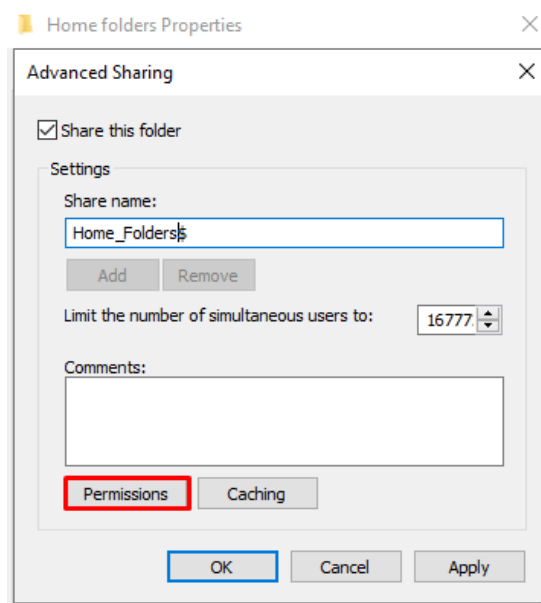 Home folders Properties
Advanced Sharing
Share this folder
Settings
Share name:
Home_Folders$
Add Remove
Limit the number of simultaneous users to:
16777
Comments:
Permissions Caching
OK Cancel Apply